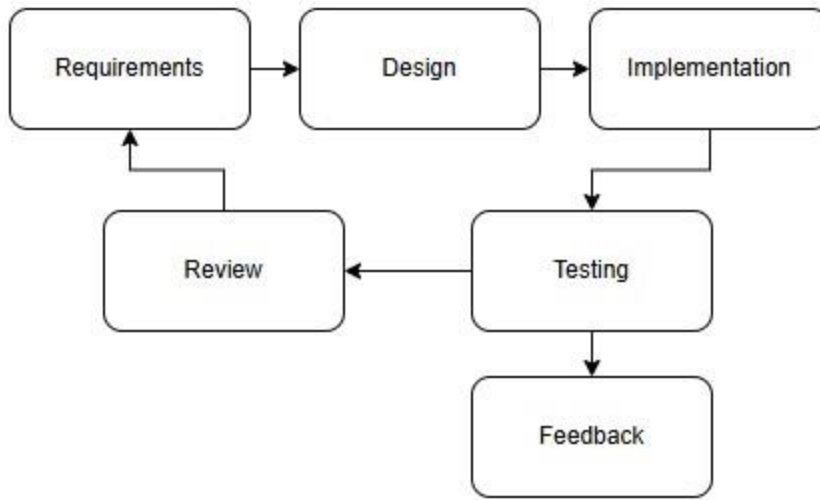 Requirements
Design
Implementation
Review
Testing
Feedback